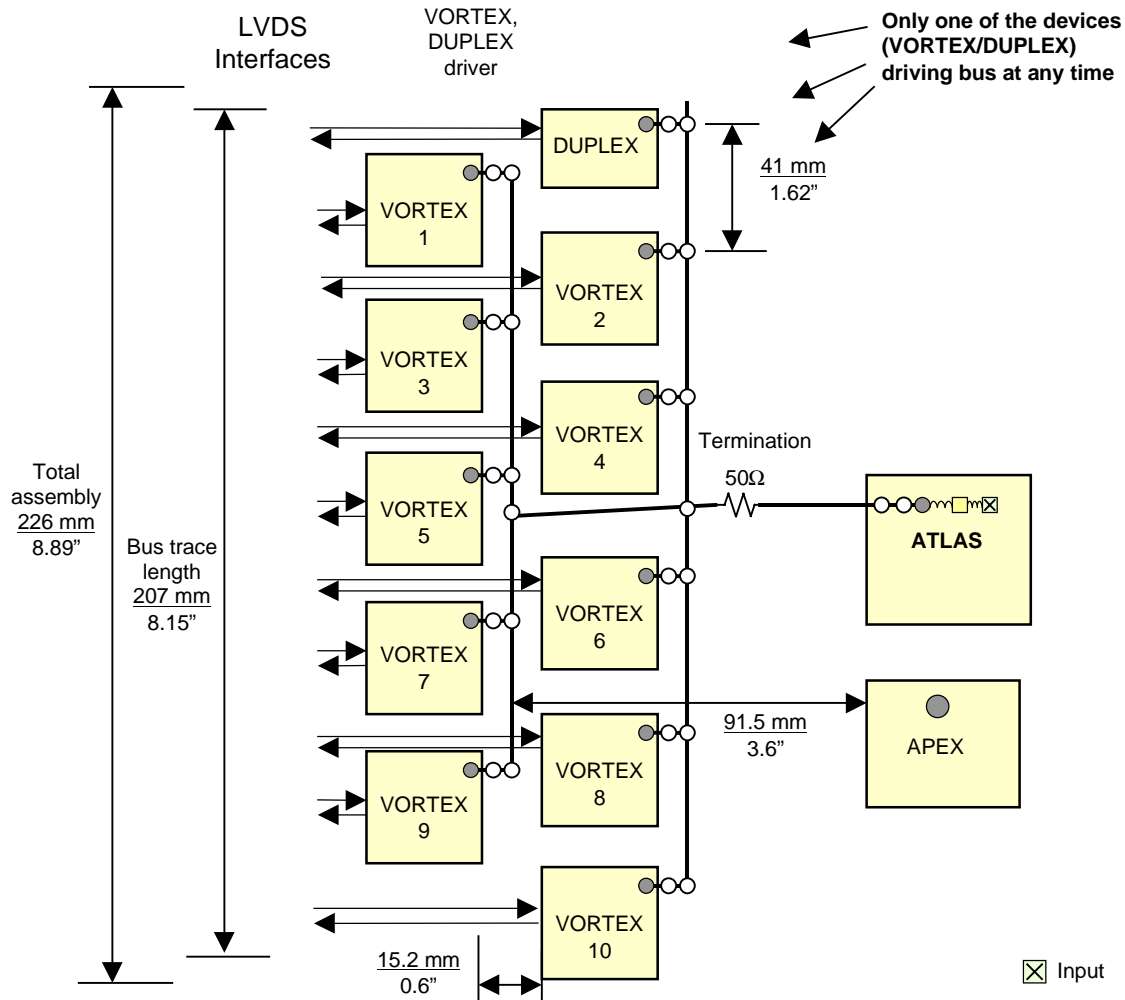 LVDS
Interfaces
VORTEX,
DUPLEX
driver
Only one of the devices
(VORTEX/DUPLEX)
driving bus at any time
DUPLEX
41 mm
1.62”
VORTEX
1
VORTEX
2
VORTEX
3
VORTEX
4
Termination
50Ω
Total
assembly
226 mm
8.89”
Bus trace
length
207 mm
8.15”
VORTEX
5
ATLAS
VORTEX
6
VORTEX
7
91.5 mm
3.6”
APEX
VORTEX
8
VORTEX
9
VORTEX
10
15.2 mm
0.6”
Input